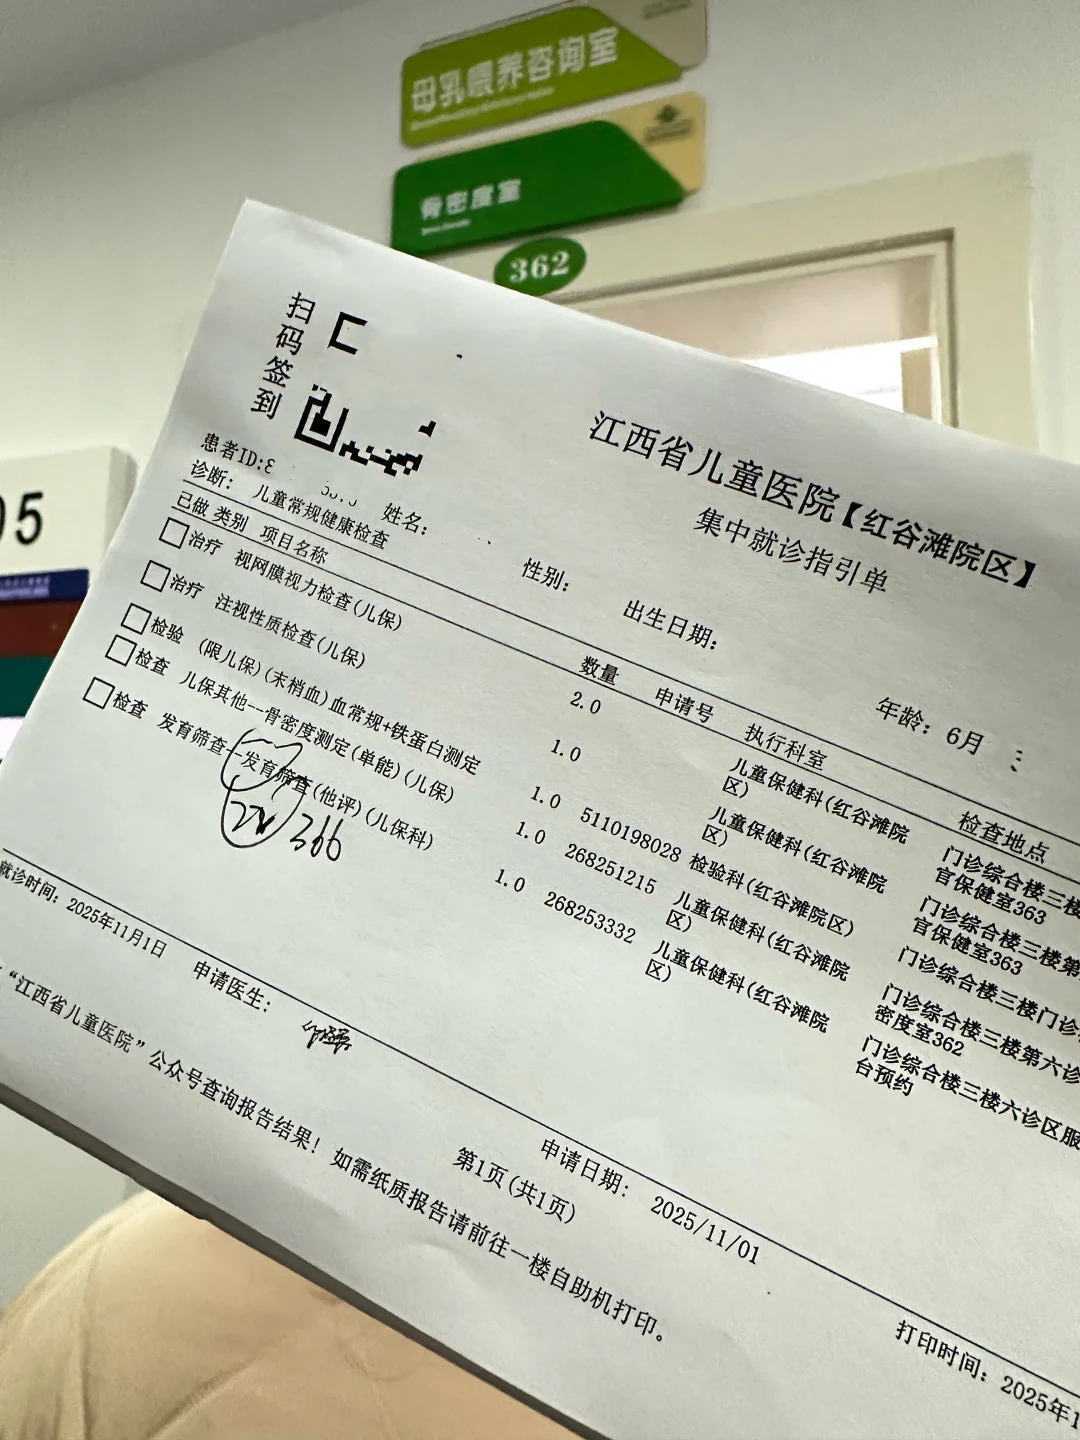 母乳喂养咨询室
骨密度室
362
05
扫码签到
江西省儿童医院【红谷滩院区】
集中就诊指引单
患者ID:
姓名:
性别:
出生日期:
年龄: 6月
诊断: 儿童常规健康检查
已做 类别 项目名称 数量 申请号 执行科室 检查地点
治疗 视网膜视力检查(儿保) 2.0 儿童保健科(红谷滩院区) 门诊综合楼三楼 官保健室363
治疗 注视性质检查(儿保) 1.0 儿童保健科(红谷滩院区) 门诊综合楼三楼第 官保健室363
检验 (限儿保)(末梢血)血常规+铁蛋白测定 1.0 5110198028 检验科(红谷滩院区) 门诊综合楼三楼门诊
检查 儿保其他--骨密度测定(单能)(儿保) 1.0 268251215 儿童保健科(红谷滩院区) 门诊综合楼三楼第六诊 密度室362
检查 发育筛查--发育筛查(他评)(儿保科) 1.0 268253332 儿童保健科(红谷滩院区) 门诊综合楼三楼六诊区服 台预约
366
就诊时间: 2025年11月1日
申请医生:
申请日期: 2025/11/01
"江西省儿童医院"公众号查询报告结果! 如需纸质报告请前往一楼自助机打印。
第1页(共1页)
打印时间: 2025年1